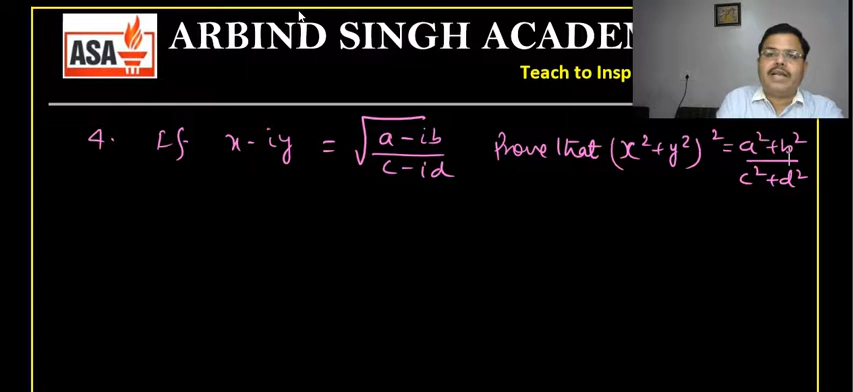 ARBIND SINGH ACADEM
ASA
Teach to Insp
4. If x - iy = √(a - ib / c - id) Prove that (x² + y²)² = a² + b² / c² + d²